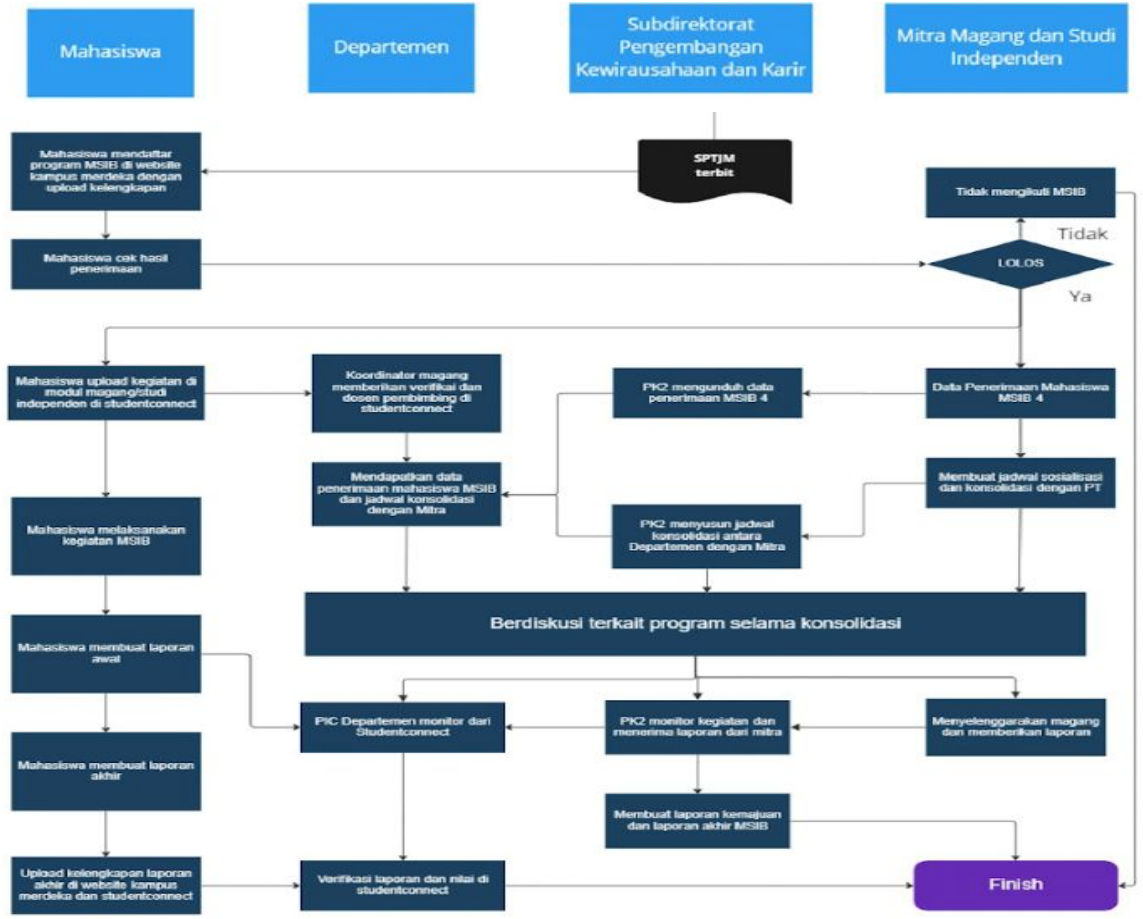 Mahasiswa
Departemen
Subdirektorat
Pengembangan
Kewirausahaan dan Karir
Mitra Magang dan Studi
Independen
Mahasiswa mendaftar
program MSIB di website
kampus merdeka dengan
upload kelengkapan
SPTJM
terbit
Tidak mengikuti MSIB
Tidak
Mahasiswa cek hasil
penerimaan
LOLOS
Ya
Mahasiswa upload kegiatan di
modul magang/studi
independen di studentconnect
Koordinator magang
memberikan verifikai dan
dosen pembimbing di
studentconnect
PK2 mengunduh data
penerimaan MSIB 4
Data Penerimaan Mahasiswa
MSIB 4
Mendapatkan data
penerimaan mahasiswa MSIB
dan jadwal konsolidasi
dengan Mitra
Membuat jadwal sosialisasi
dan konsolidasi dengan PT
Mahasiswa melaksanakan
kegiatan MSIB
PK2 menyusun jadwal
konsolidasi antara
Departemen dengan Mitra
Berdiskusi terkait program selama konsolidasi
Mahasiswa membuat laporan
awal
PIC Departemen monitor dari
Studentconnect
PK2 monitor kegiatan dan
menerima laporan dari mitra
Menyelenggarakan magang
dan memberikan laporan
Mahasiswa membuat laporan
akhir
Membuat laporan kemajuan
dan laporan akhir MSIB
Upload kelengkapan laporan
akhir di website kampus
merdeka dan studentconnect
Verifikasi laporan dan nilai di
studentconnect
Finish